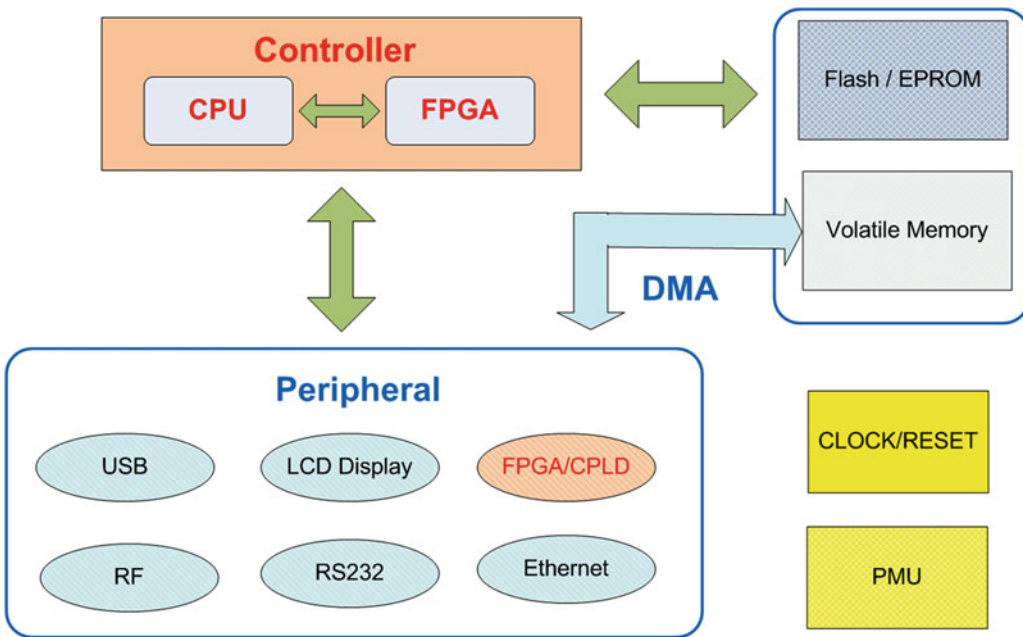 Controller
CPU
FPGA
Flash / EPROM
Volatile Memory
DMA
Peripheral
USB
LCD Display
FPGA/CPLD
RF
RS232
Ethernet
CLOCK/RESET
PMU